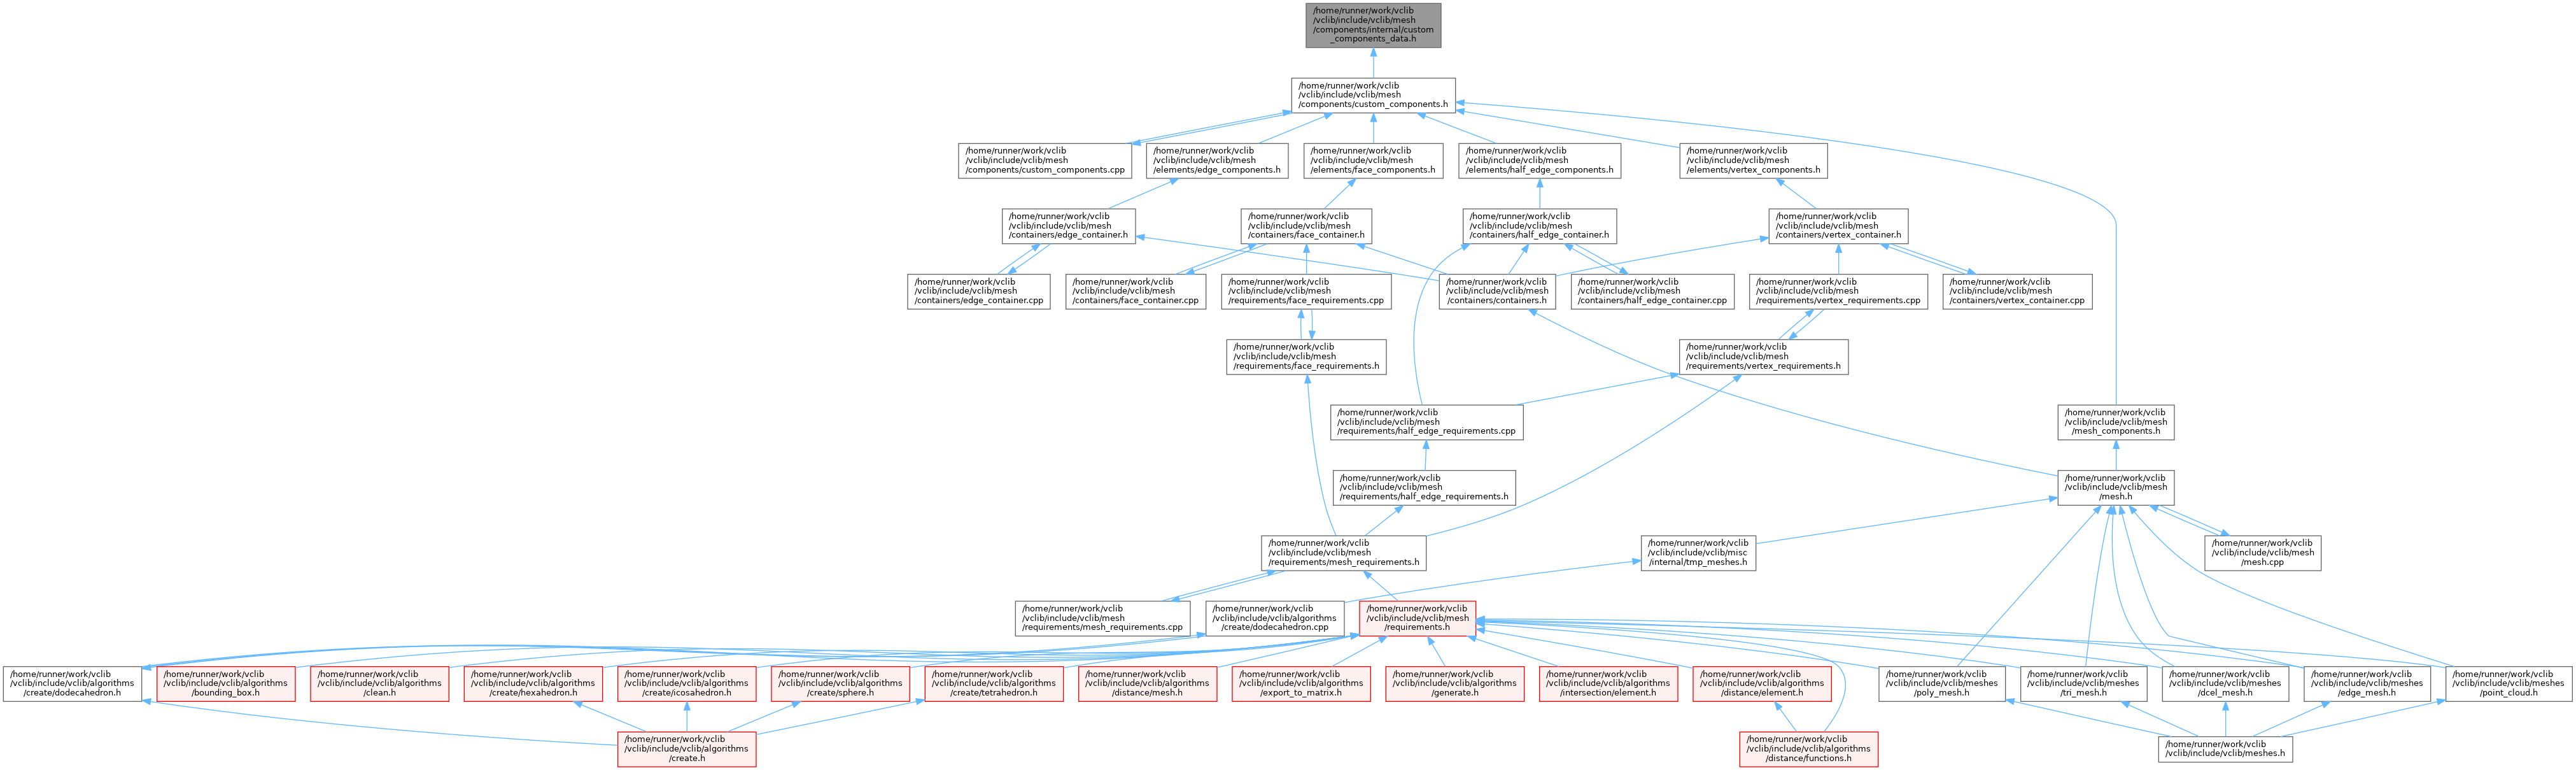 /home/runner/work/vclib
/vclib/include/vclib/mesh
/components/internal/custom
_components_data.h
/home/runner/work/vclib
/vclib/include/vclib/mesh
/components/custom_components.h
/home/runner/work/vclib
/vclib/include/vclib/mesh
/components/custom_components.cpp
/home/runner/work/vclib
/vclib/include/vclib/mesh
/elements/edge_components.h
/home/runner/work/vclib
/vclib/include/vclib/mesh
/elements/face_components.h
/home/runner/work/vclib
/vclib/include/vclib/mesh
/elements/half_edge_components.h
/home/runner/work/vclib
/vclib/include/vclib/mesh
/elements/vertex_components.h
/home/runner/work/vclib
/vclib/include/vclib/mesh
/containers/edge_container.h
/home/runner/work/vclib
/vclib/include/vclib/mesh
/containers/face_container.h
/home/runner/work/vclib
/vclib/include/vclib/mesh
/containers/half_edge_container.h
/home/runner/work/vclib
/vclib/include/vclib/mesh
/containers/vertex_container.h
/home/runner/work/vclib
/vclib/include/vclib/mesh
/containers/edge_container.cpp
/home/runner/work/vclib
/vclib/include/vclib/mesh
/containers/face_container.cpp
/home/runner/work/vclib
/vclib/include/vclib/mesh
/requirements/face_requirements.cpp
/home/runner/work/vclib
/vclib/include/vclib/mesh
/containers/containers.h
/home/runner/work/vclib
/vclib/include/vclib/mesh
/containers/half_edge_container.cpp
/home/runner/work/vclib
/vclib/include/vclib/mesh
/requirements/vertex_requirements.cpp
/home/runner/work/vclib
/vclib/include/vclib/mesh
/containers/vertex_container.cpp
/home/runner/work/vclib
/vclib/include/vclib/mesh
/requirements/face_requirements.h
/home/runner/work/vclib
/vclib/include/vclib/mesh
/requirements/vertex_requirements.h
/home/runner/work/vclib
/vclib/include/vclib/mesh
/requirements/half_edge_requirements.cpp
/home/runner/work/vclib
/vclib/include/vclib/mesh
/mesh_components.h
/home/runner/work/vclib
/vclib/include/vclib/mesh
/requirements/half_edge_requirements.h
/home/runner/work/vclib
/vclib/include/vclib/mesh
/mesh.h
/home/runner/work/vclib
/vclib/include/vclib/mesh
/requirements/mesh_requirements.h
/home/runner/work/vclib
/vclib/include/vclib/misc
/internal/tmp_meshes.h
/home/runner/work/vclib
/vclib/include/vclib/mesh
/mesh.cpp
/home/runner/work/vclib
/vclib/include/vclib/mesh
/requirements/mesh_requirements.cpp
/home/runner/work/vclib
/vclib/include/vclib/algorithms
/create/dodecahedron.cpp
/home/runner/work/vclib
/vclib/include/vclib/mesh
/requirements.h
/home/runner/work/vclib
/vclib/include/vclib/algorithms
/create/dodecahedron.h
/home/runner/work/vclib
/vclib/include/vclib/algorithms
/bounding_box.h
/home/runner/work/vclib
/vclib/include/vclib/algorithms
/clean.h
/home/runner/work/vclib
/vclib/include/vclib/algorithms
/create/hexahedron.h
/home/runner/work/vclib
/vclib/include/vclib/algorithms
/create/icosahedron.h
/home/runner/work/vclib
/vclib/include/vclib/algorithms
/create/sphere.h
/home/runner/work/vclib
/vclib/include/vclib/algorithms
/create/tetrahedron.h
/home/runner/work/vclib
/vclib/include/vclib/algorithms
/distance/mesh.h
/home/runner/work/vclib
/vclib/include/vclib/algorithms
/export_to_matrix.h
/home/runner/work/vclib
/vclib/include/vclib/algorithms
/generate.h
/home/runner/work/vclib
/vclib/include/vclib/algorithms
/intersection/element.h
/home/runner/work/vclib
/vclib/include/vclib/algorithms
/distance/element.h
/home/runner/work/vclib
/vclib/include/vclib/meshes
/poly_mesh.h
/home/runner/work/vclib
/vclib/include/vclib/meshes
/tri_mesh.h
/home/runner/work/vclib
/vclib/include/vclib/meshes
/dcel_mesh.h
/home/runner/work/vclib
/vclib/include/vclib/meshes
/edge_mesh.h
/home/runner/work/vclib
/vclib/include/vclib/meshes
/point_cloud.h
/home/runner/work/vclib
/vclib/include/vclib/algorithms
/create.h
/home/runner/work/vclib
/vclib/include/vclib/algorithms
/distance/functions.h
/home/runner/work/vclib
/vclib/include/vclib/meshes.h